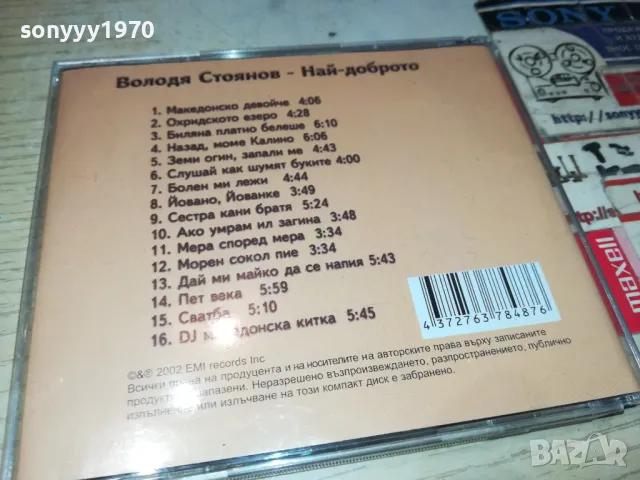 sonyyy1970
SONY
Володя Стоянов - Най-доброто
1. Македонско девойче 4:06
2. Охридското езеро 4:28
3. Биляна платно белеше 6:10
4. Назад, моме Калино 6:06
5. Земи огин, запали ме 4:43
6. Слушай как шумят буките 4:00
7. Болен ми лежи 4:44
8. Йовано, Йованке 3:49
9. Сестра кани братя 5:24
10. Ако умрам ил загина 3:48
11. Мера според мера 3:34
12. Морен сокол пие 3:34
13. Дай ми майко да се напия 5:43
14. Пет века 5:59
15. Сватба 5:10
16. DJ македонска китка 5:45
4 372763 784876
©&℗ 2002 EMI records Inc
Всички права на продуцента и на носителите на авторските права върху записаните
продукти запазени. Неразрешено възпроизвеждането, разпространението, публично
изпълнение или излъчване на този компакт диск е забранено.
http://sony
maxell
BAZAR